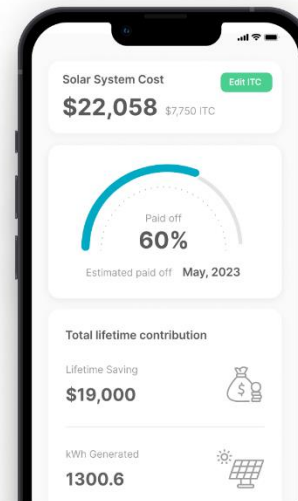 Solar System Cost
Edit ITC
$22,058 $7,750 ITC
Paid off
60%
Estimated paid off May, 2023
Total lifetime contribution
Lifetime Saving
$19,000
$
kWh Generated
1300.6